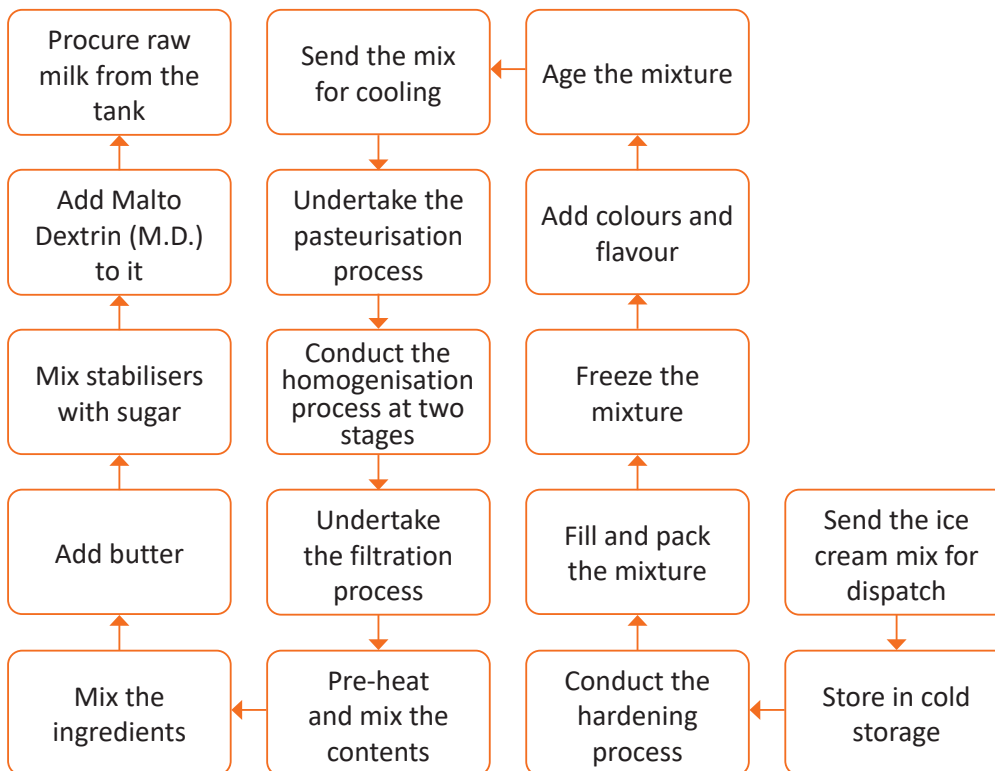 Procure raw
milk from the
tank
Add Malto
Dextrin (M.D.)
to it
Mix stabilisers
with sugar
Add butter
Mix the
ingredients
Send the mix
for cooling
Undertake the
pasteurisation
process
Conduct the
homogenisation
process at two
stages
Undertake
the filtration
process
Pre-heat
and mix the
contents
Age the mixture
Add colours and
flavour
Freeze the
mixture
Fill and pack
the mixture
Conduct the
hardening
process
Send the ice
cream mix for
dispatch
Store in cold
storage